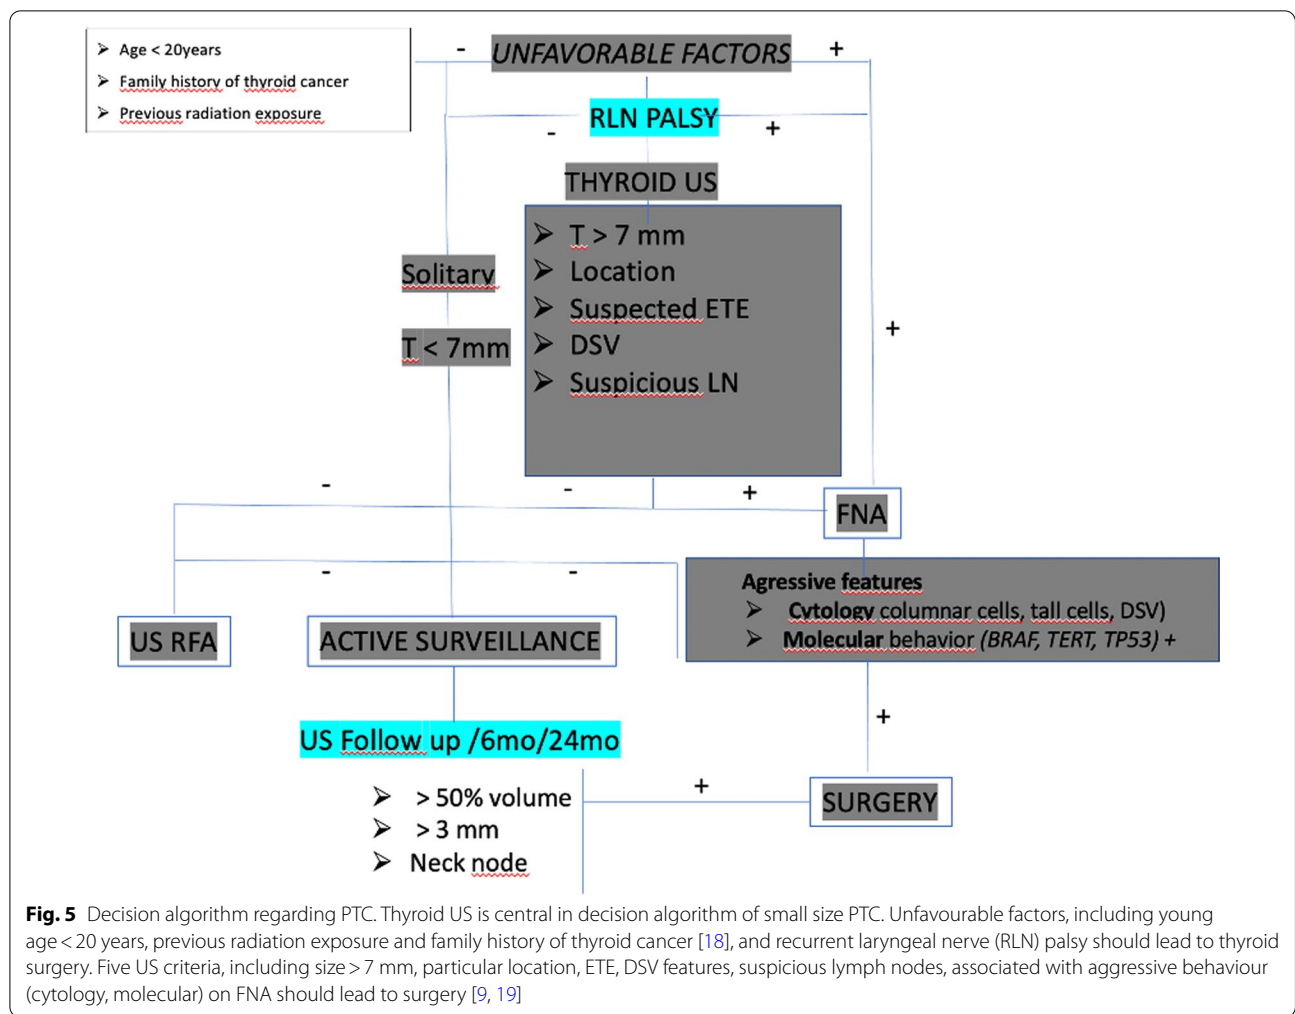 ➤ Age < 20years
➤ Family history of thyroid cancer
➤ Previous radiation exposure
- UNFAVORABLE FACTORS +
RLN PALSY
- +
THYROID US
➤ T > 7 mm
➤ Location
➤ Suspected ETE
➤ DSV
➤ Suspicious LN
Solitary
T < 7mm
+
- - +
FNA
- -
Agressive features
➤ Cytology columnar cells, tall cells, DSV)
➤ Molecular behavior (BRAF, TERT, TP53) +
US RFA
ACTIVE SURVEILLANCE
+
US Follow up /6mo/24mo
➤ > 50% volume
➤ > 3 mm
➤ Neck node
+
SURGERY
Fig. 5 Decision algorithm regarding PTC. Thyroid US is central in decision algorithm of small size PTC. Unfavourable factors, including young
age < 20 years, previous radiation exposure and family history of thyroid cancer [18], and recurrent laryngeal nerve (RLN) palsy should lead to thyroid
surgery. Five US criteria, including size > 7 mm, particular location, ETE, DSV features, suspicious lymph nodes, associated with aggressive behaviour
(cytology, molecular) on FNA should lead to surgery [9, 19]